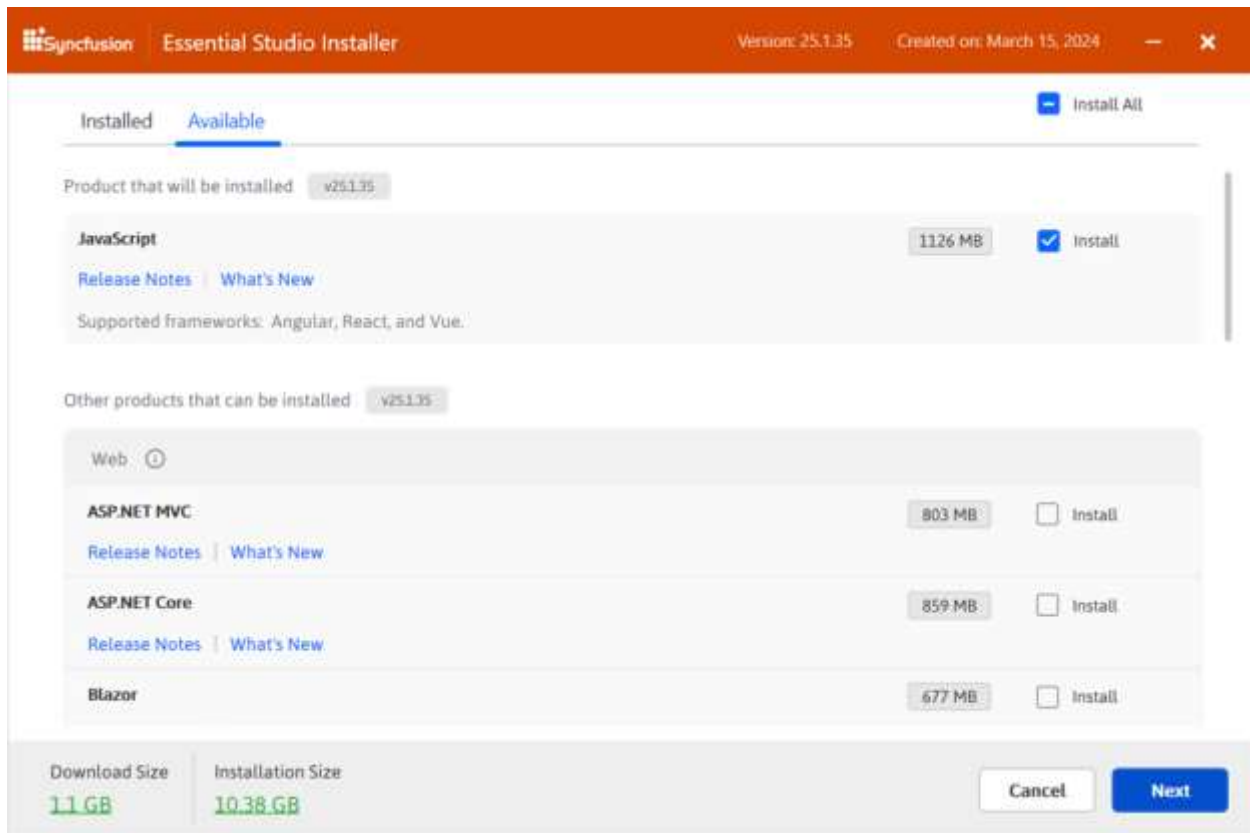 Syncfusion Essential Studio Installer Version: 25.1.35 Created on: March 15, 2024
Installed Available Install All
Product that will be installed v25.1.35
JavaScript 1126 MB Install
Release Notes | What's New
Supported frameworks: Angular, React, and Vue.
Other products that can be installed v25.1.35
Web
ASP.NET MVC 803 MB Install
Release Notes | What's New
ASP.NET Core 859 MB Install
Release Notes | What's New
Blazor 677 MB Install
Download Size Installation Size
1.1 GB 10.38 GB
Cancel Next